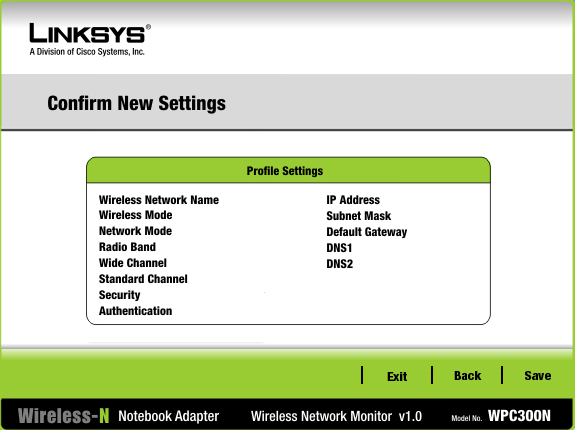 LINKSYS®
A Division of Cisco Systems, Inc.
Confirm New Settings
Profile Settings
Wireless Network Name
Wireless Mode
Network Mode
Radio Band
Wide Channel
Standard Channel
Security
Authentication
IP Address
Subnet Mask
Default Gateway
DNS1
DNS2
Exit Back Save
Wireless-N Notebook Adapter Wireless Network Monitor v1.0 Model No. WPC300N